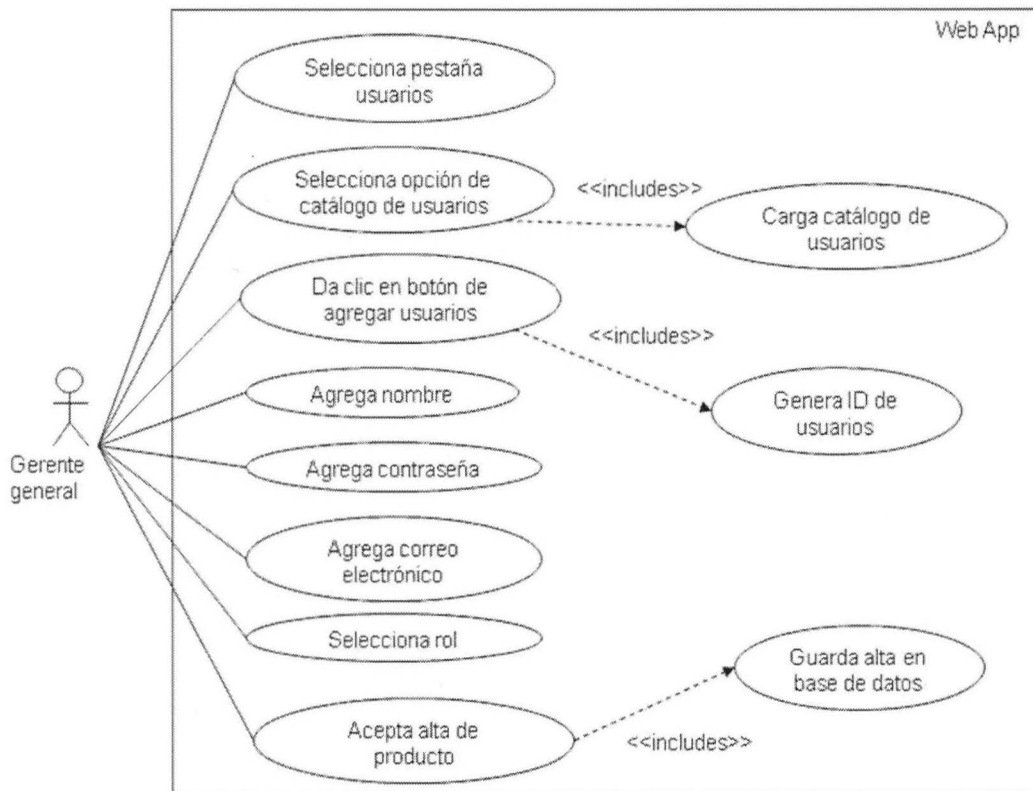 Web App
Selecciona pestaña
usuarios
Selecciona opción de
catálogo de usuarios
<<includes>>
Carga catálogo de
usuarios
Da clic en botón de
agregar usuarios
<<includes>>
Genera ID de
usuarios
Agrega nombre
Gerente
general
Agrega contraseña
Agrega correo
electrónico
Selecciona rol
Guarda alta en
base de datos
Acepta alta de
producto
<<includes>>